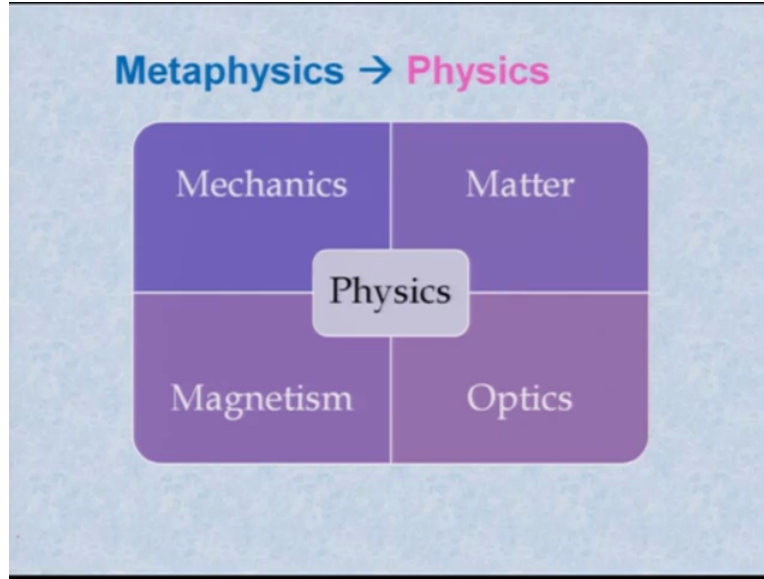 Metaphysics → Physics
Mechanics
Matter
Physics
Magnetism
Optics